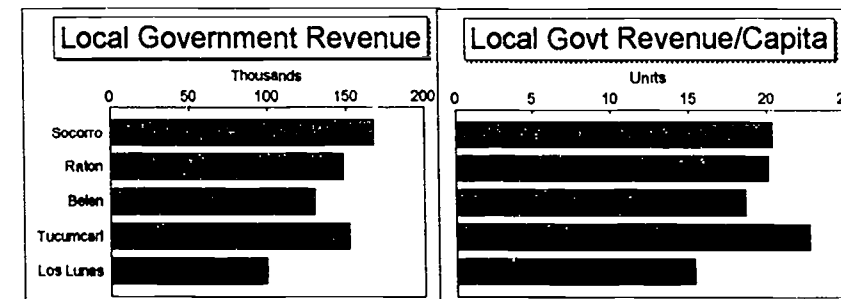 Local Government Revenue
Thousands
0 50 100 150 200
Socorro
Raton
Belen
Tucumcari
Los Lunas
Local Govt Revenue/Capita
Units
0 5 10 15 20